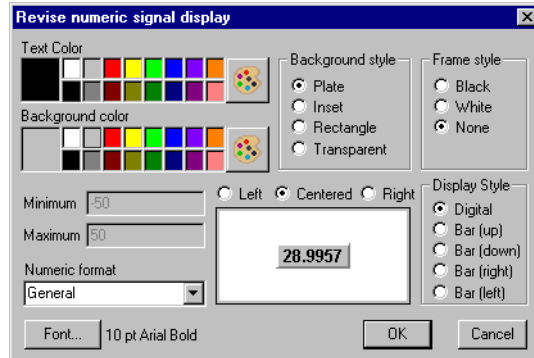 Revise numeric signal display
Text Color
Background color
Background style
Plate
Inset
Rectangle
Transparent
Frame style
Black
White
None
Minimum -50
Maximum 50
Numeric format
General
Left Centered Right
28.9957
Display Style
Digital
Bar (up)
Bar (down)
Bar (right)
Bar (left)
Font... 10 pt Arial Bold
OK Cancel